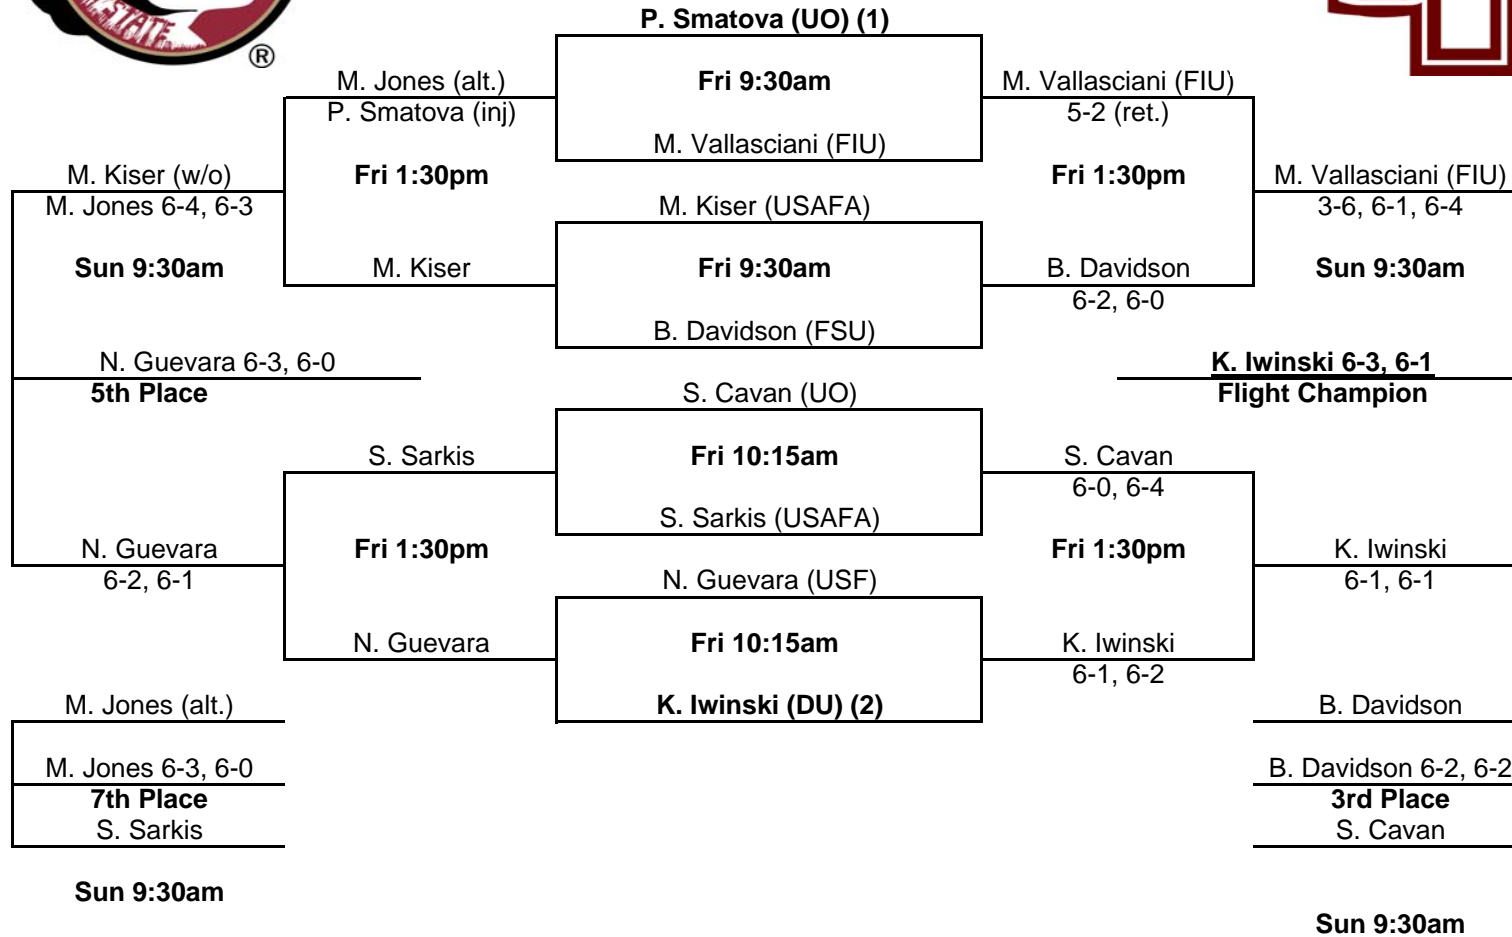 STATE
®
P. Smatova (UO) (1)
M. Jones (alt.) Fri 9:30am M. Vallasciani (FIU)
P. Smatova (inj) 5-2 (ret.)
M. Vallasciani (FIU)
M. Kiser (w/o) Fri 1:30pm Fri 1:30pm M. Vallasciani (FIU)
M. Jones 6-4, 6-3 M. Kiser (USAFA) 3-6, 6-1, 6-4
Sun 9:30am M. Kiser Fri 9:30am B. Davidson Sun 9:30am
6-2, 6-0
B. Davidson (FSU)
N. Guevara 6-3, 6-0 K. Iwinski 6-3, 6-1
5th Place S. Cavan (UO) Flight Champion
S. Sarkis Fri 10:15am S. Cavan
6-0, 6-4
S. Sarkis (USAFA)
N. Guevara Fri 1:30pm Fri 1:30pm K. Iwinski
6-2, 6-1 N. Guevara (USF) 6-1, 6-1
N. Guevara Fri 10:15am K. Iwinski
6-1, 6-2
M. Jones (alt.) K. Iwinski (DU) (2) B. Davidson
M. Jones 6-3, 6-0 B. Davidson 6-2, 6-2
7th Place 3rd Place
S. Sarkis S. Cavan
Sun 9:30am
Sun 9:30am